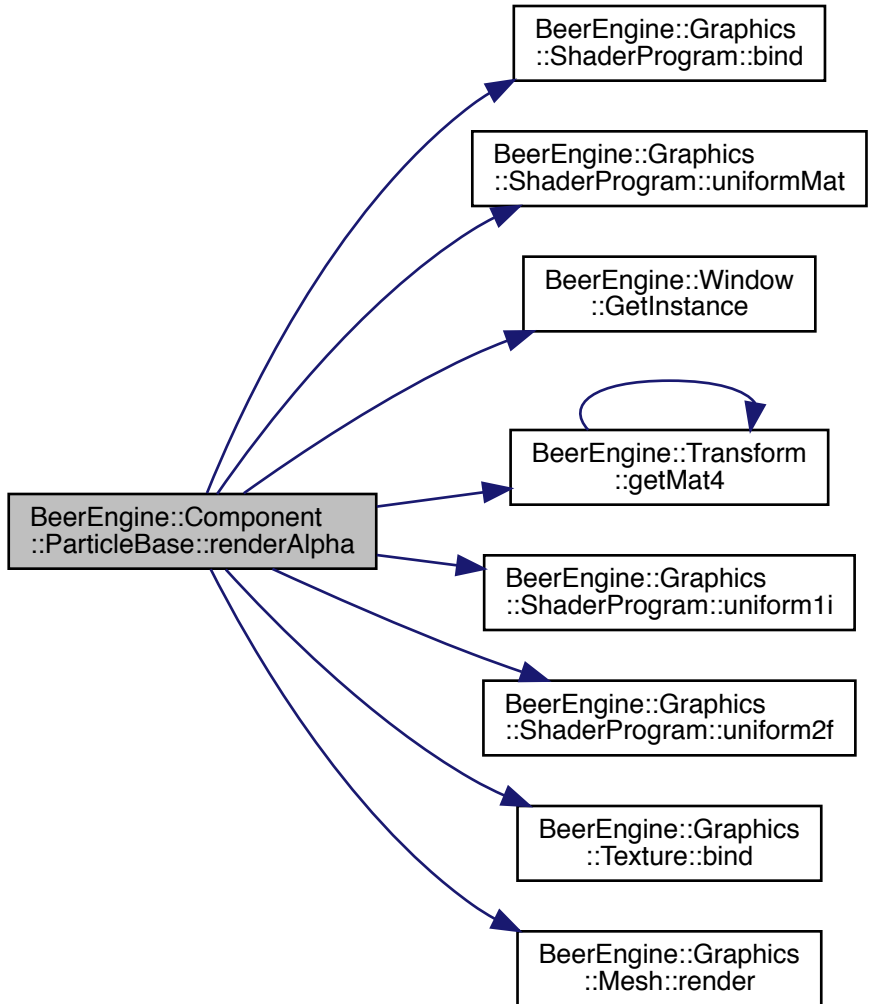 BeerEngine::Graphics
::ShaderProgram::bind
BeerEngine::Graphics
::ShaderProgram::uniformMat
BeerEngine::Window
::GetInstance
BeerEngine::Transform
::getMat4
BeerEngine::Component
::ParticleBase::renderAlpha
BeerEngine::Graphics
::ShaderProgram::uniform1i
BeerEngine::Graphics
::ShaderProgram::uniform2f
BeerEngine::Graphics
::Texture::bind
BeerEngine::Graphics
::Mesh::render